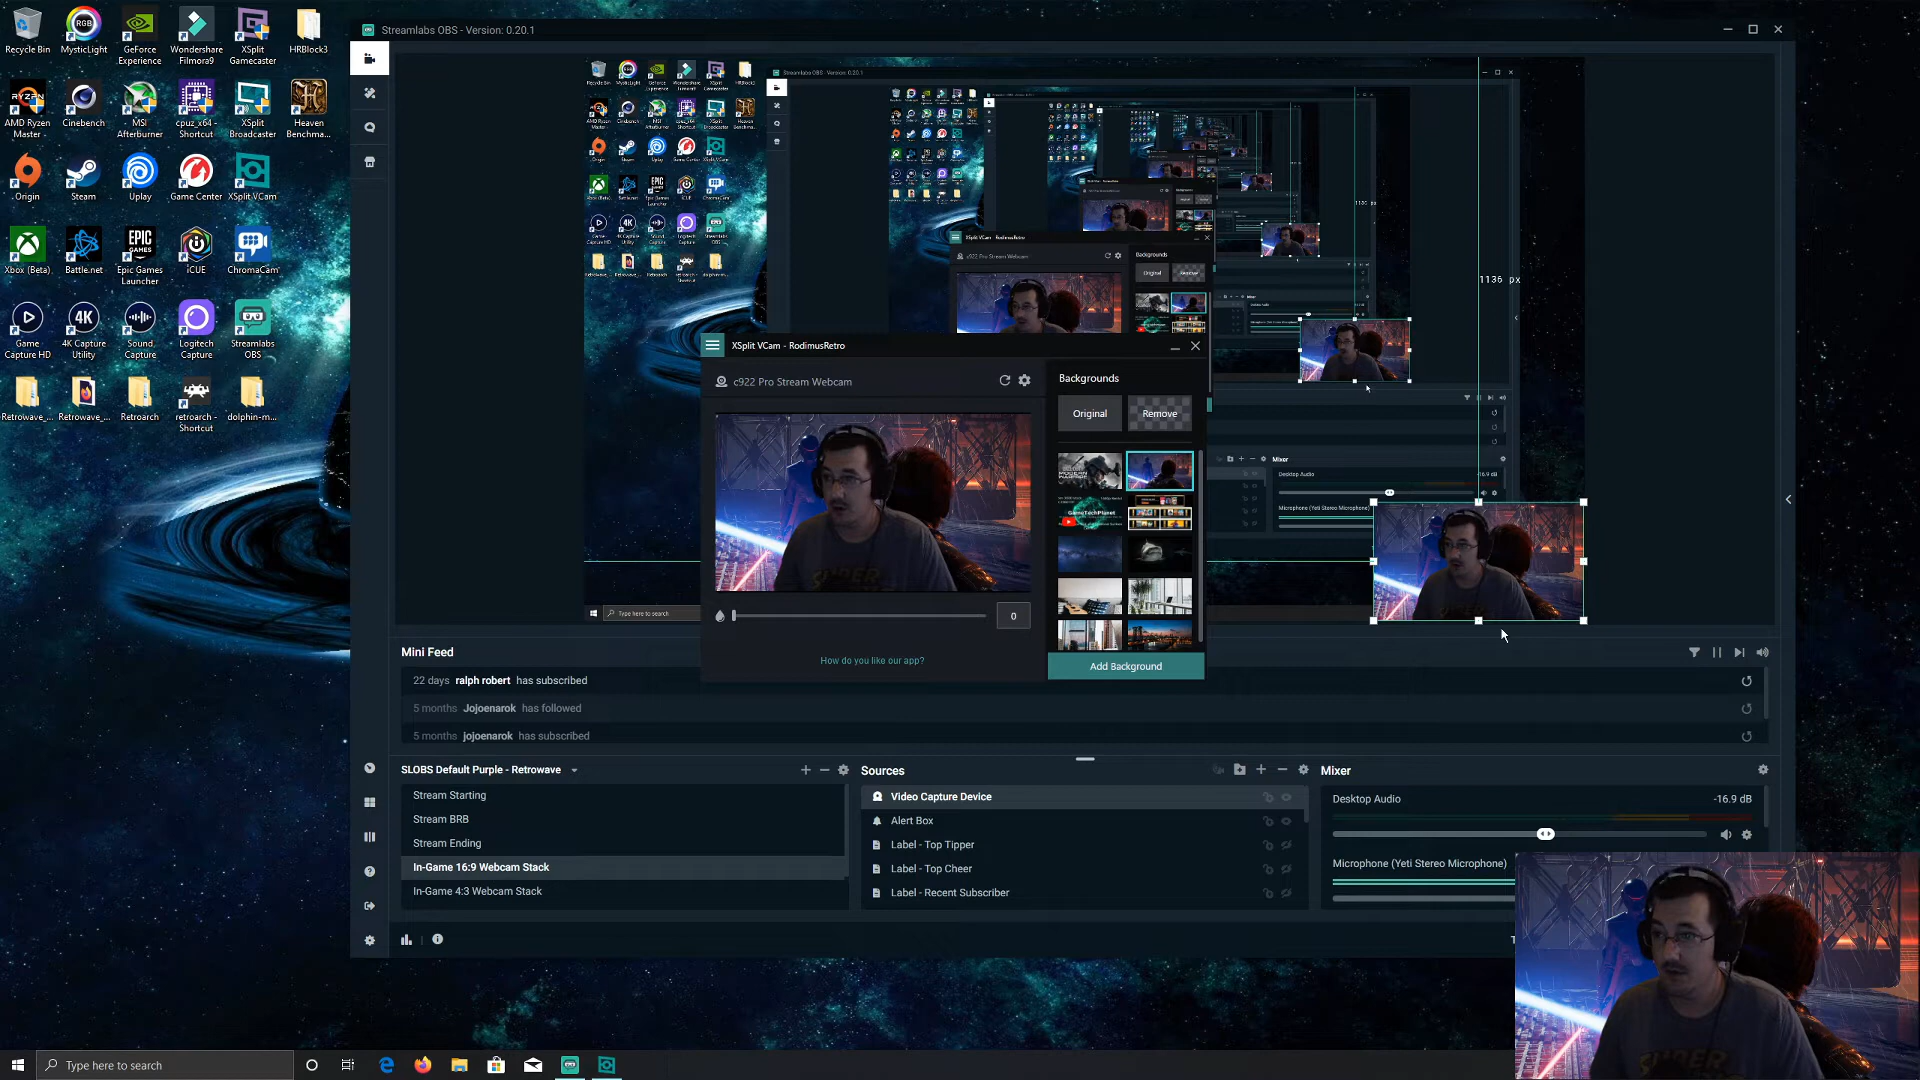 Recycle Bin
MysticLight
GeForce Experience
Wondershare Filmora9
XSplit Gamecaster
HRBlock3
AMD Ryzen Master -
Cinebench
MSI Afterburner
cpuz_x64 - Shortcut
XSplit Broadcaster
Heaven Benchma...
Origin
Steam
Uplay
Game Center
XSplit VCam
Xbox (Beta)
Battle.net
Epic Games Launcher
iCUE
ChromaCam
Game Capture HD
4K Capture Utility
Sound Capture
Logitech Capture
Streamlabs OBS
Retrowave_...
Retrowave_...
Retroarch
retroarch - Shortcut
dolphin-m...
Streamlabs OBS - Version: 0.20.1
1136 px
XSplit VCam - RodimusRetro
c922 Pro Stream Webcam
Backgrounds
Original
Remove
0
How do you like our app?
Add Background
Type here to search
Mini Feed
22 days ralph robert has subscribed
5 months Jojoenarok has followed
5 months jojoenarok has subscribed
SLOBS Default Purple - Retrowave
Stream Starting
Stream BRB
Stream Ending
In-Game 16:9 Webcam Stack
In-Game 4:3 Webcam Stack
Sources
Video Capture Device
Alert Box
Label - Top Tipper
Label - Top Cheer
Label - Recent Subscriber
Mixer
Desktop Audio
-16.9 dB
Microphone (Yeti Stereo Microphone)
Type here to search